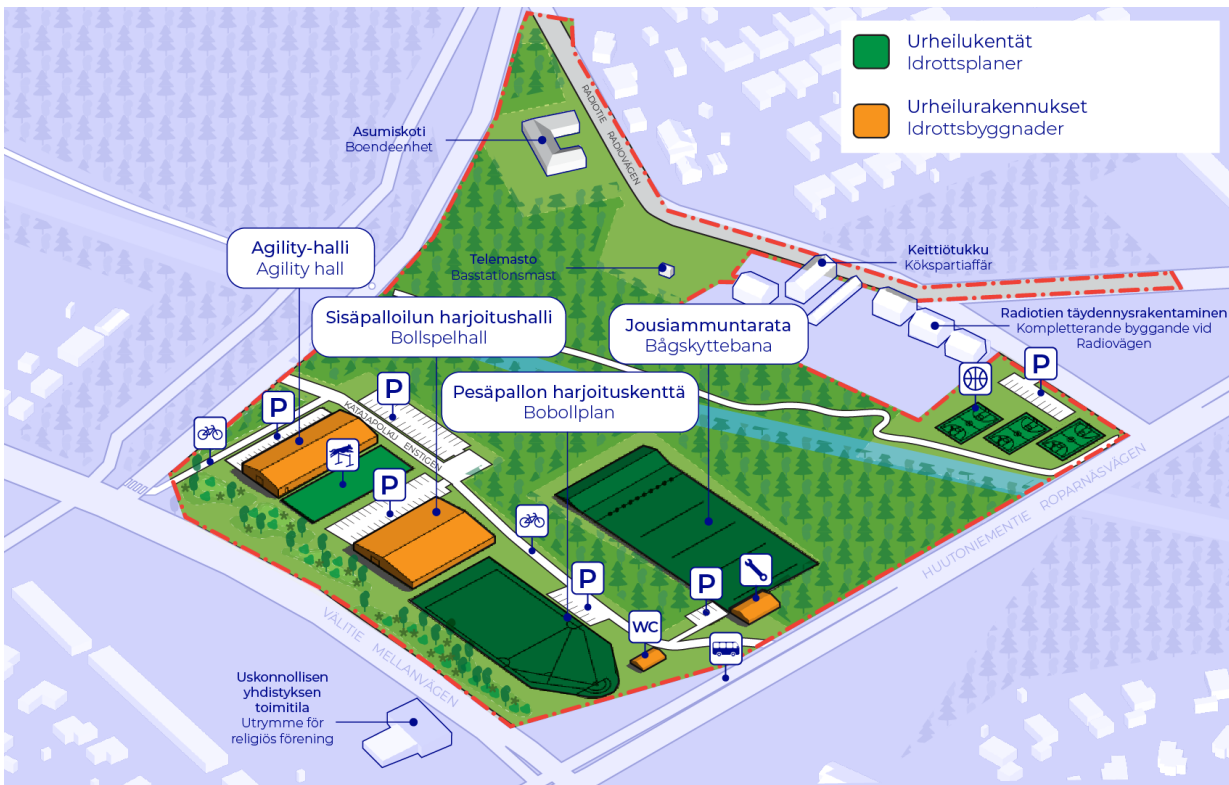 Urheilukentät
Idrottsplaner
Urheilurakennukset
Idrottsbyggnader
RADIOTIE RADIOVÄGEN
Asumiskoti
Boendeenhet
Agility-halli
Agility hall
Telemasto
Basstationsmast
Keittiötukku
Kökspartiaffär
Sisäpalloilun harjoitushalli
Bollspelhall
Jousiammuntarata
Bågskyttebana
Radiotien täydennysrakentaminen
Kompletterande byggande vid
Radiovägen
Pesäpallon harjoituskenttä
Bobollplan
P
P
P
KATAJAPOLKU ENSTIGEN
P
P
P
WC
HUUTONIEMENTIE ROPARNÄSVÄGEN
VÄLITIE MELLANVÄGEN
Uskonnollisen
yhdistyksen
toimitila
Utrymme för
religiös förening